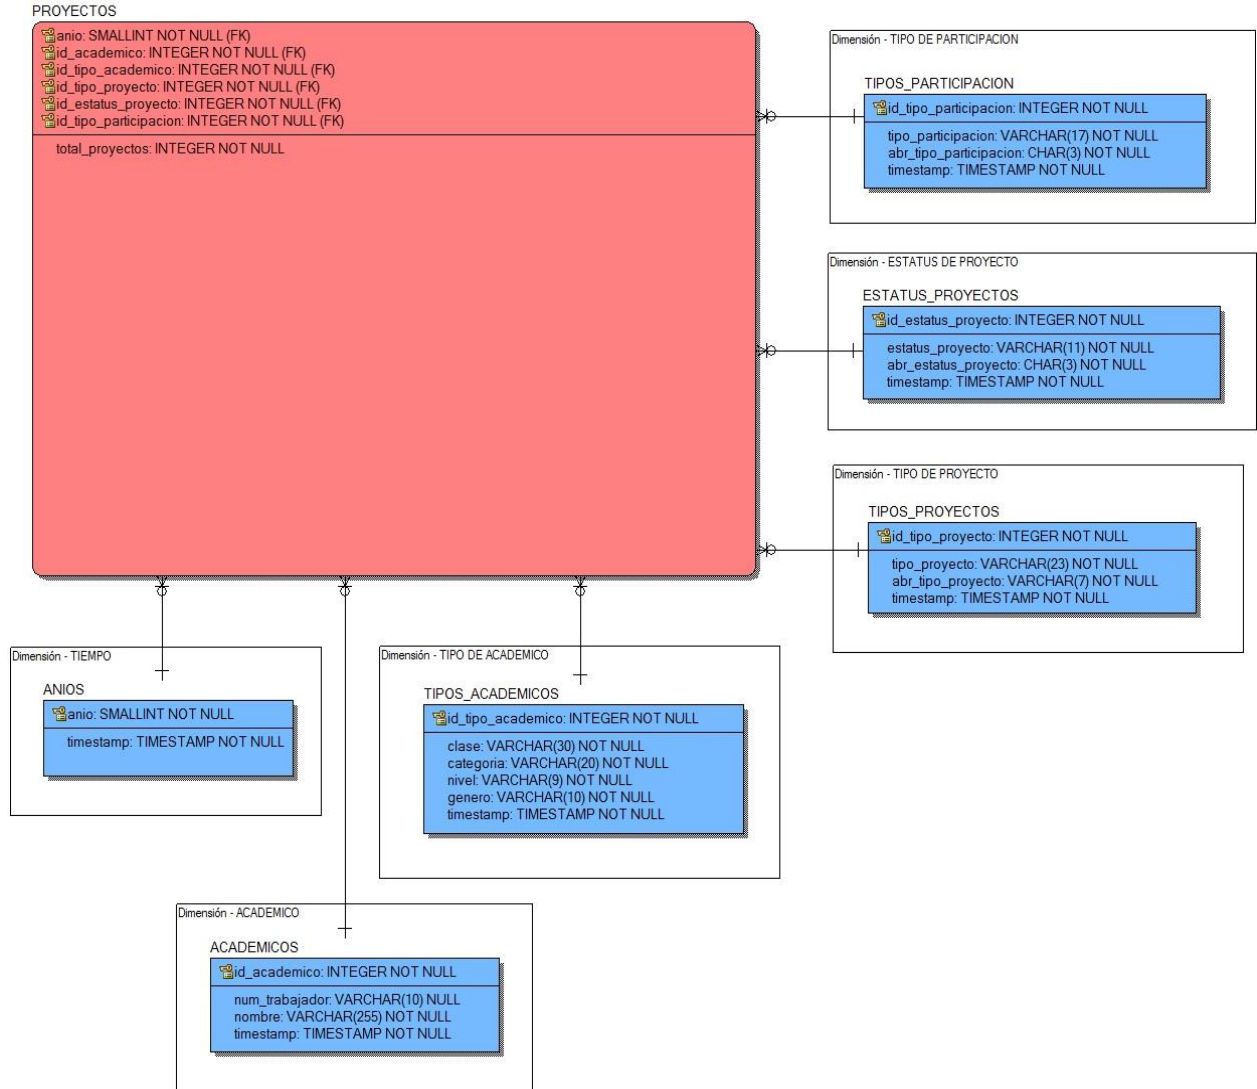 PROYECTOS
anio: SMALLINT NOT NULL (FK)
id_academico: INTEGER NOT NULL (FK)
id_tipo_academico: INTEGER NOT NULL (FK)
id_tipo_proyecto: INTEGER NOT NULL (FK)
id_estatus_proyecto: INTEGER NOT NULL (FK)
id_tipo_participacion: INTEGER NOT NULL (FK)
total_proyectos: INTEGER NOT NULL
Dimensión - TIPO DE PARTICIPACION
TIPOS_PARTICIPACION
id_tipo_participacion: INTEGER NOT NULL
tipo_participacion: VARCHAR(17) NOT NULL
abr_tipo_participacion: CHAR(3) NOT NULL
timestamp: TIMESTAMP NOT NULL
Dimensión - ESTATUS DE PROYECTO
ESTATUS_PROYECTOS
id_estatus_proyecto: INTEGER NOT NULL
estatus_proyecto: VARCHAR(11) NOT NULL
abr_estatus_proyecto: CHAR(3) NOT NULL
timestamp: TIMESTAMP NOT NULL
Dimensión - TIPO DE PROYECTO
TIPOS_PROYECTOS
id_tipo_proyecto: INTEGER NOT NULL
tipo_proyecto: VARCHAR(23) NOT NULL
abr_tipo_proyecto: VARCHAR(7) NOT NULL
timestamp: TIMESTAMP NOT NULL
Dimensión - TIEMPO
ANIOS
anio: SMALLINT NOT NULL
timestamp: TIMESTAMP NOT NULL
Dimensión - TIPO DE ACADEMICO
TIPOS_ACADEMICOS
id_tipo_academico: INTEGER NOT NULL
clase: VARCHAR(30) NOT NULL
categoria: VARCHAR(20) NOT NULL
nivel: VARCHAR(9) NOT NULL
genero: VARCHAR(10) NOT NULL
timestamp: TIMESTAMP NOT NULL
Dimensión - ACADEMICO
ACADEMICOS
id_academico: INTEGER NOT NULL
num_trabajador: VARCHAR(10) NULL
nombre: VARCHAR(255) NOT NULL
timestamp: TIMESTAMP NOT NULL